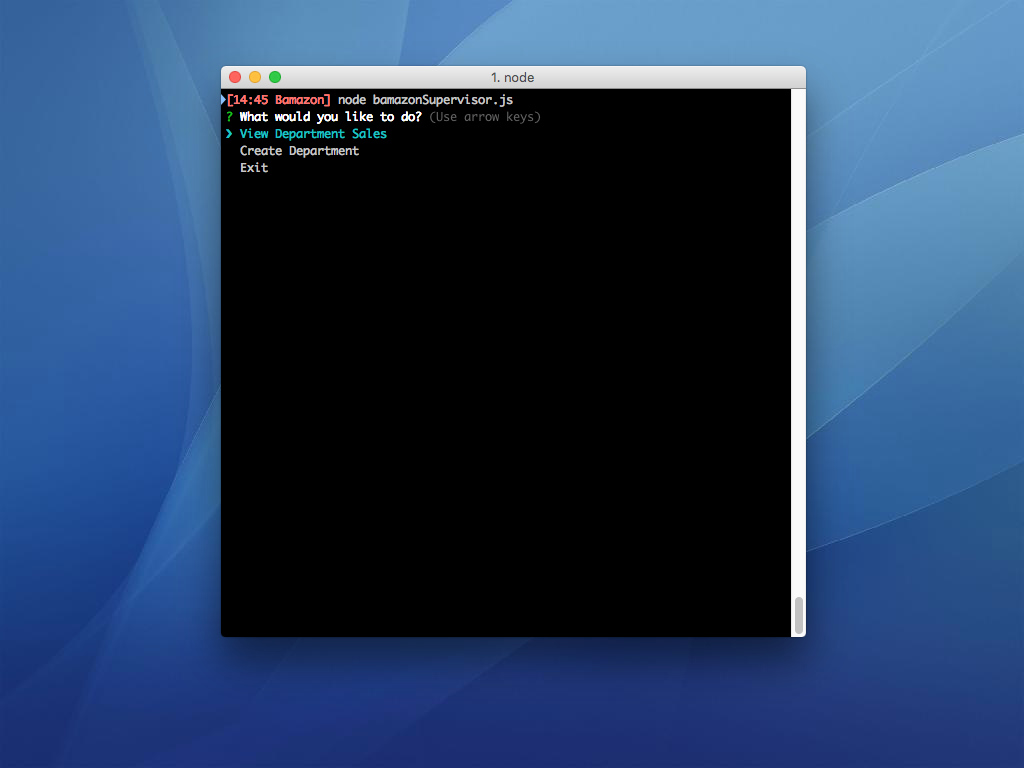 1. node
[14:45 Bamazon] node bamazonSupervisor.js
? What would you like to do? (Use arrow keys)
❯ View Department Sales
Create Department
Exit